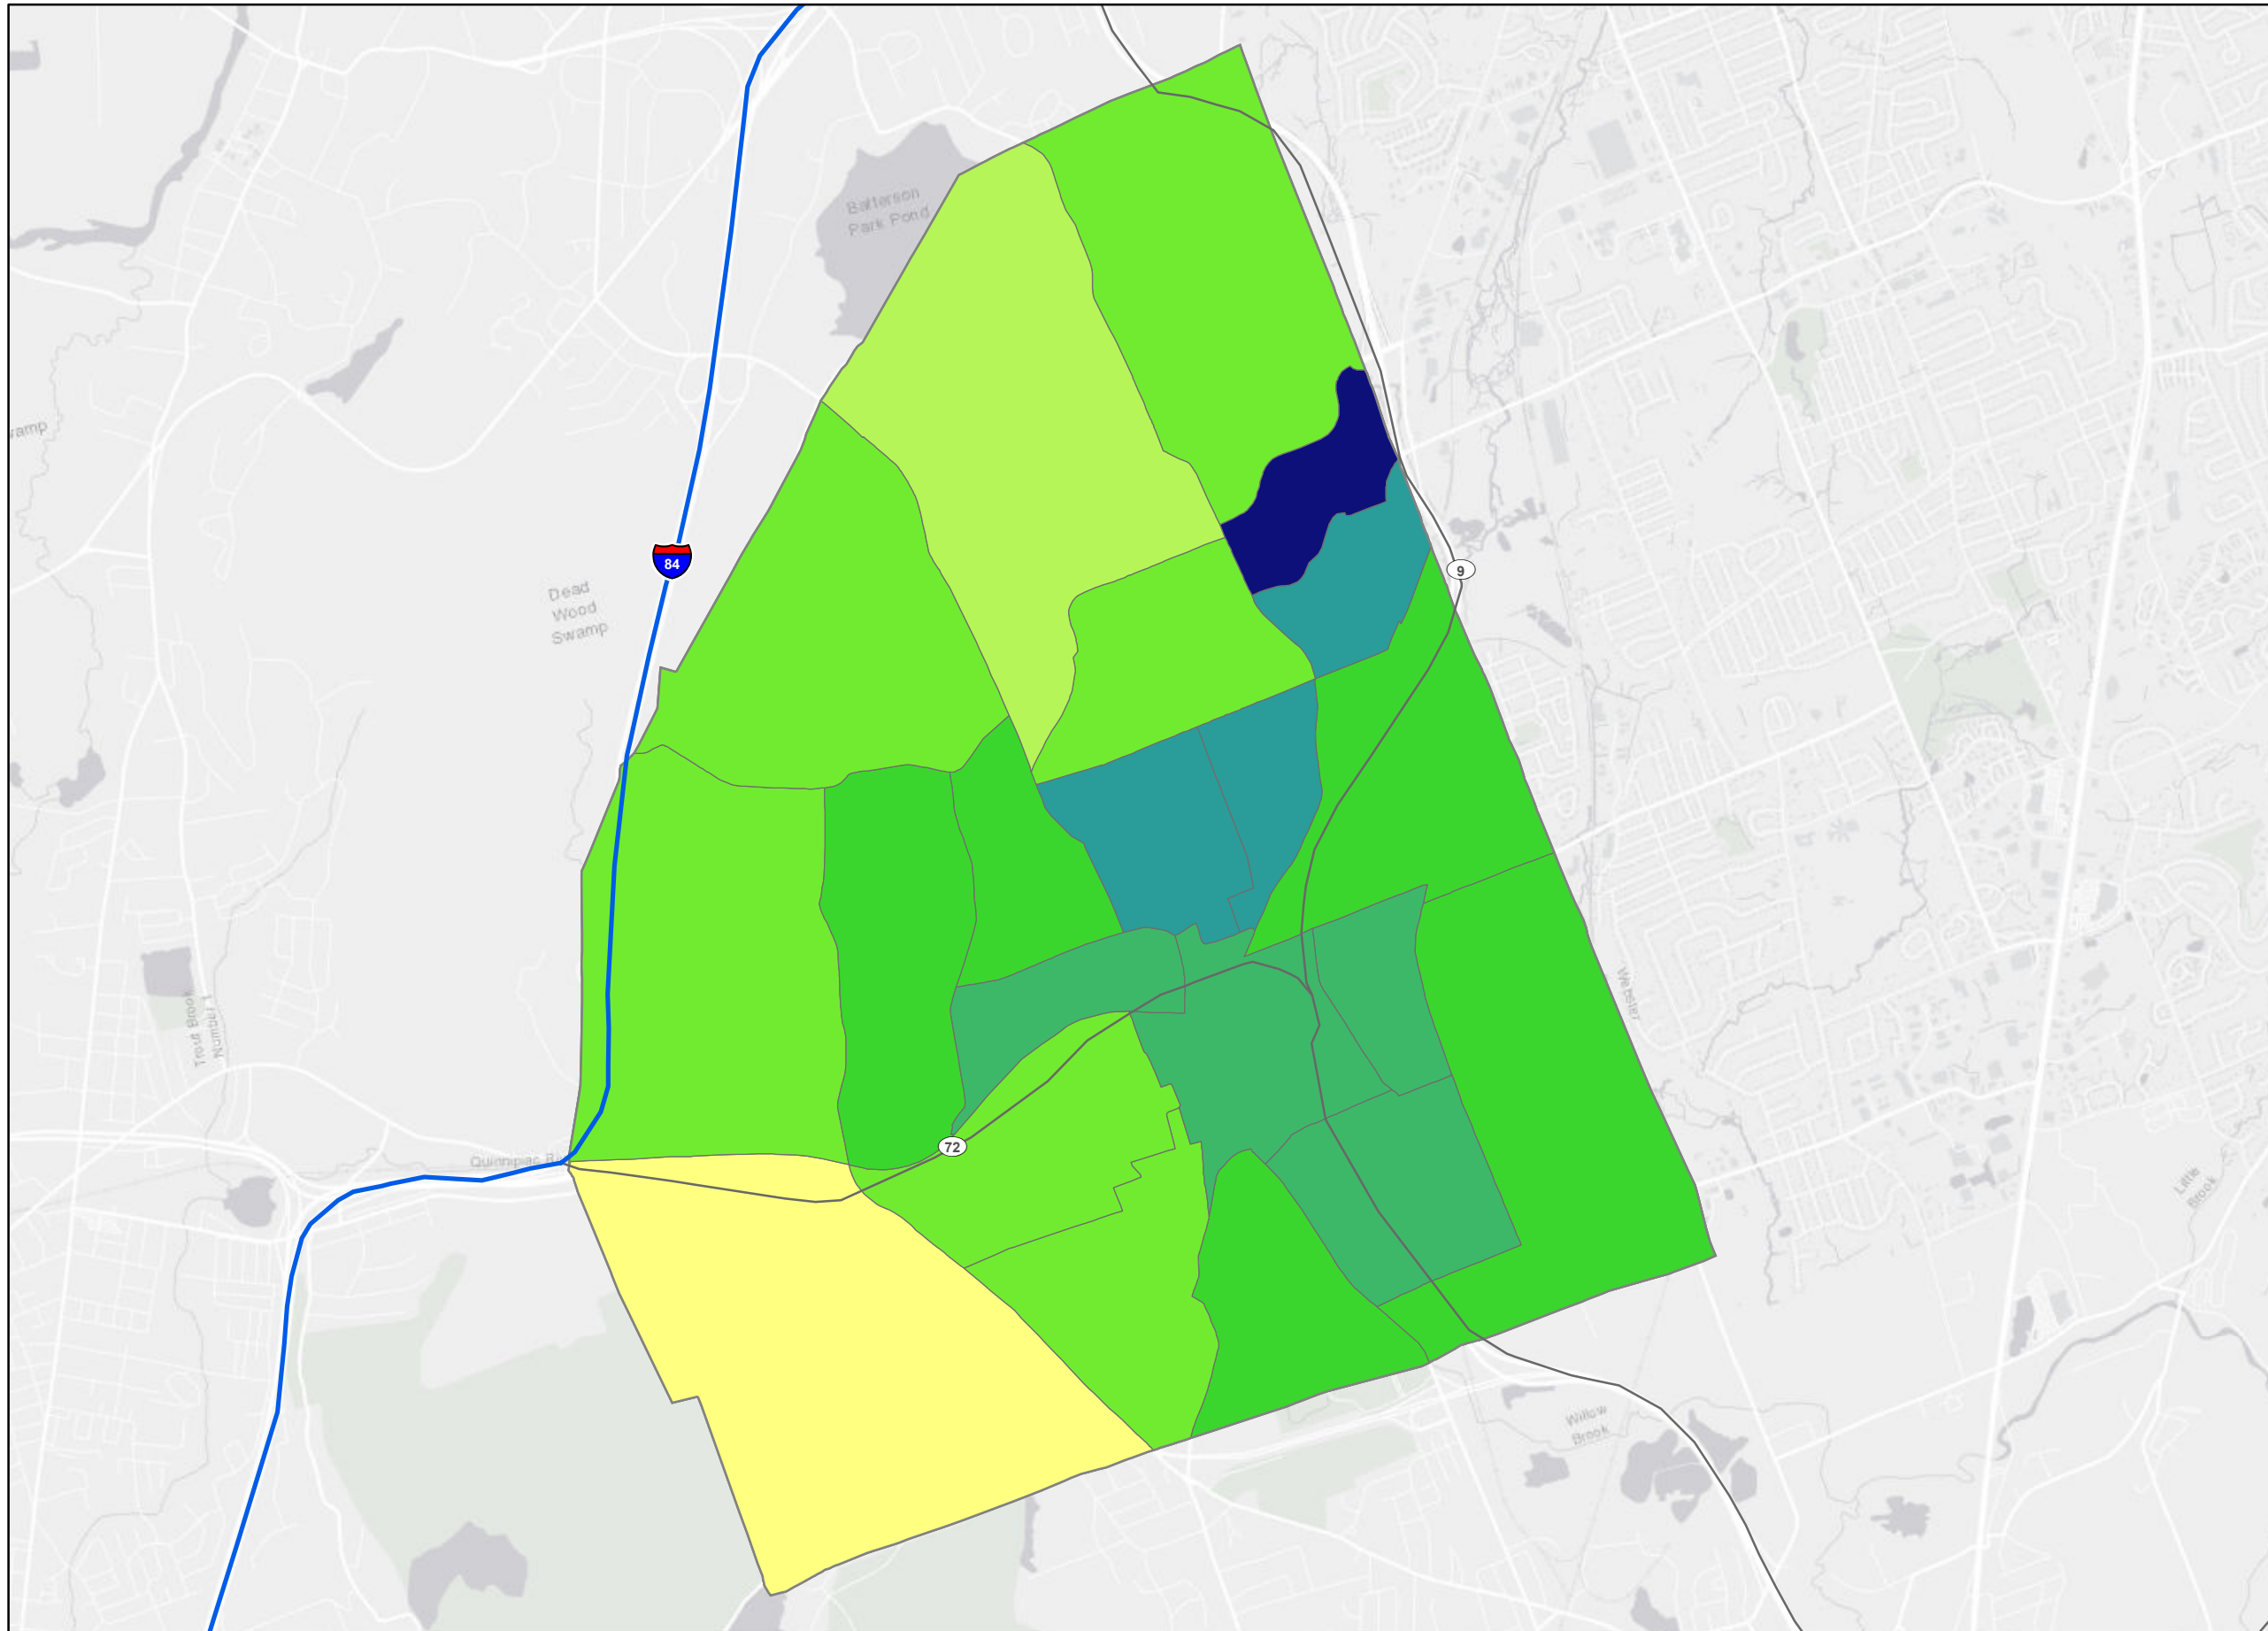 Batterson
Park Pond
wamp
84
Dead
Wood
Swamp
9
Webster
Trout Brook
Number 1
72
Quinnipiac R
Little
Brook
Willow
Brook